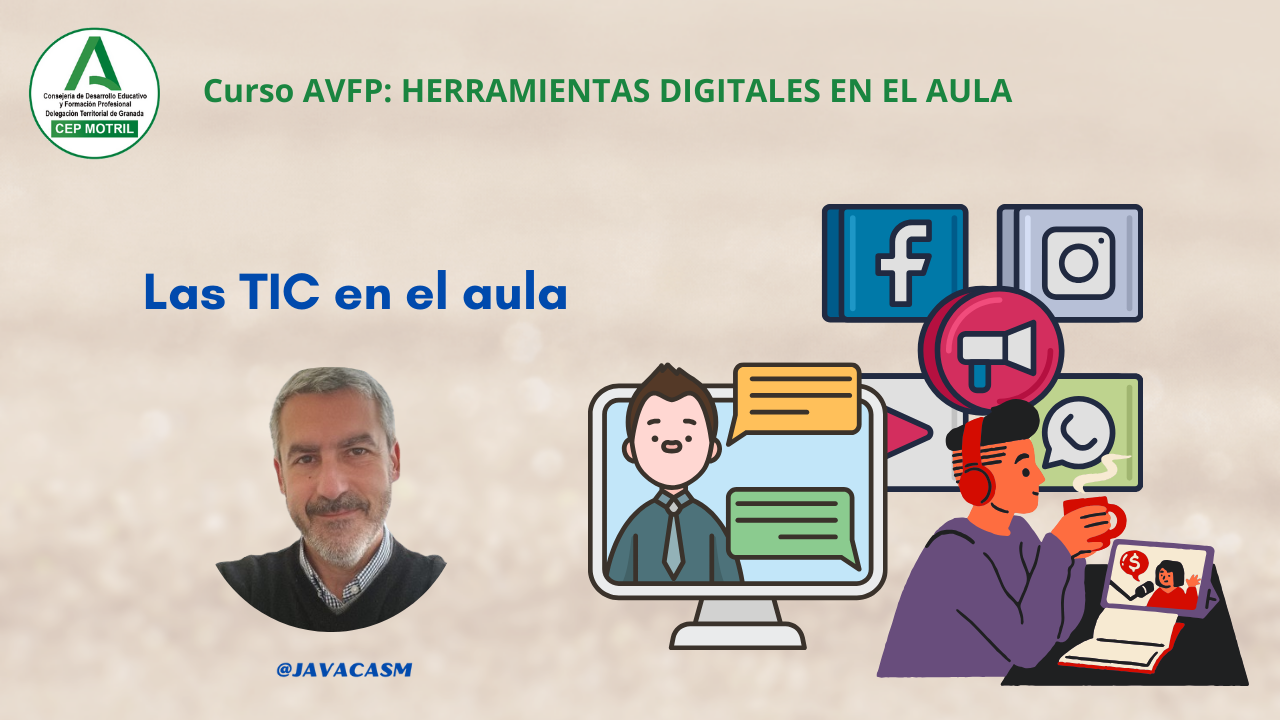 Consejería de Desarrollo Educativo
y Formación Profesional
Delegación Territorial de Granada
CEP MOTRIL
Curso AVFP: HERRAMIENTAS DIGITALES EN EL AULA
Las TIC en el aula
@JAVACASM